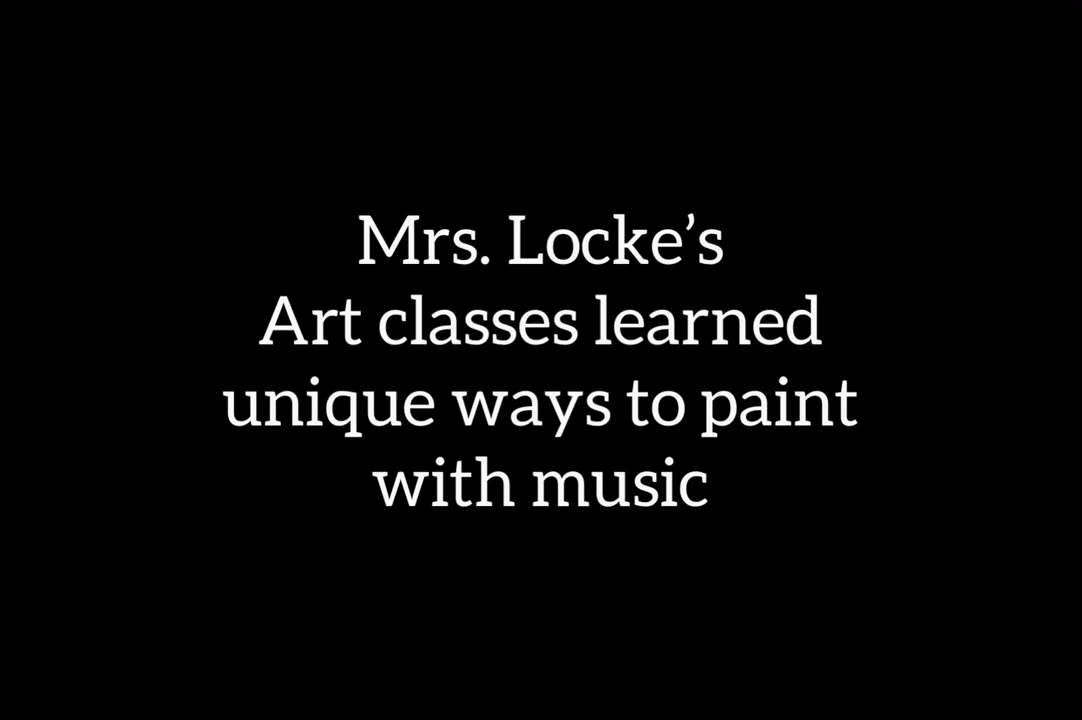 Mrs. Locke’s
Art classes learned
unique ways to paint
with music